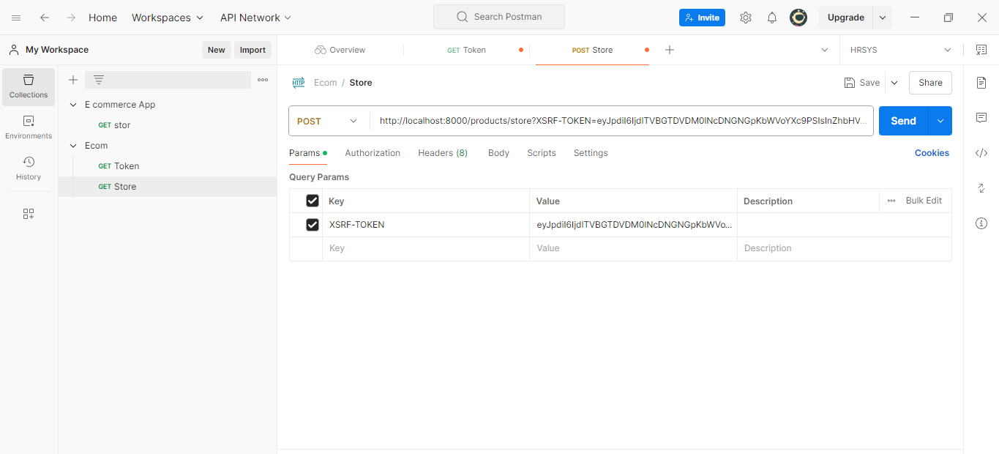 Home Workspaces API Network Search Postman Invite Upgrade
My Workspace New Import Overview GET Token POST Store HRSYS
Collections
Environments
History
E commerce App
GET stor
Ecom
GET Token
GET Store
HTTP Ecom / Store Save Share
POST http://localhost:8000/products/store?XSRF-TOKEN=eyJpdiI6IjdITVBGTDVDM0lNcDNGNGpKbWVoYXc9PSIsInZhbHV... Send
Params Authorization Headers (8) Body Scripts Settings Cookies
Query Params
Key Value Description Bulk Edit
XSRF-TOKEN eyJpdiI6IjdITVBGTDVDM0lNcDNGNGpKbWVo...
Key Value Description